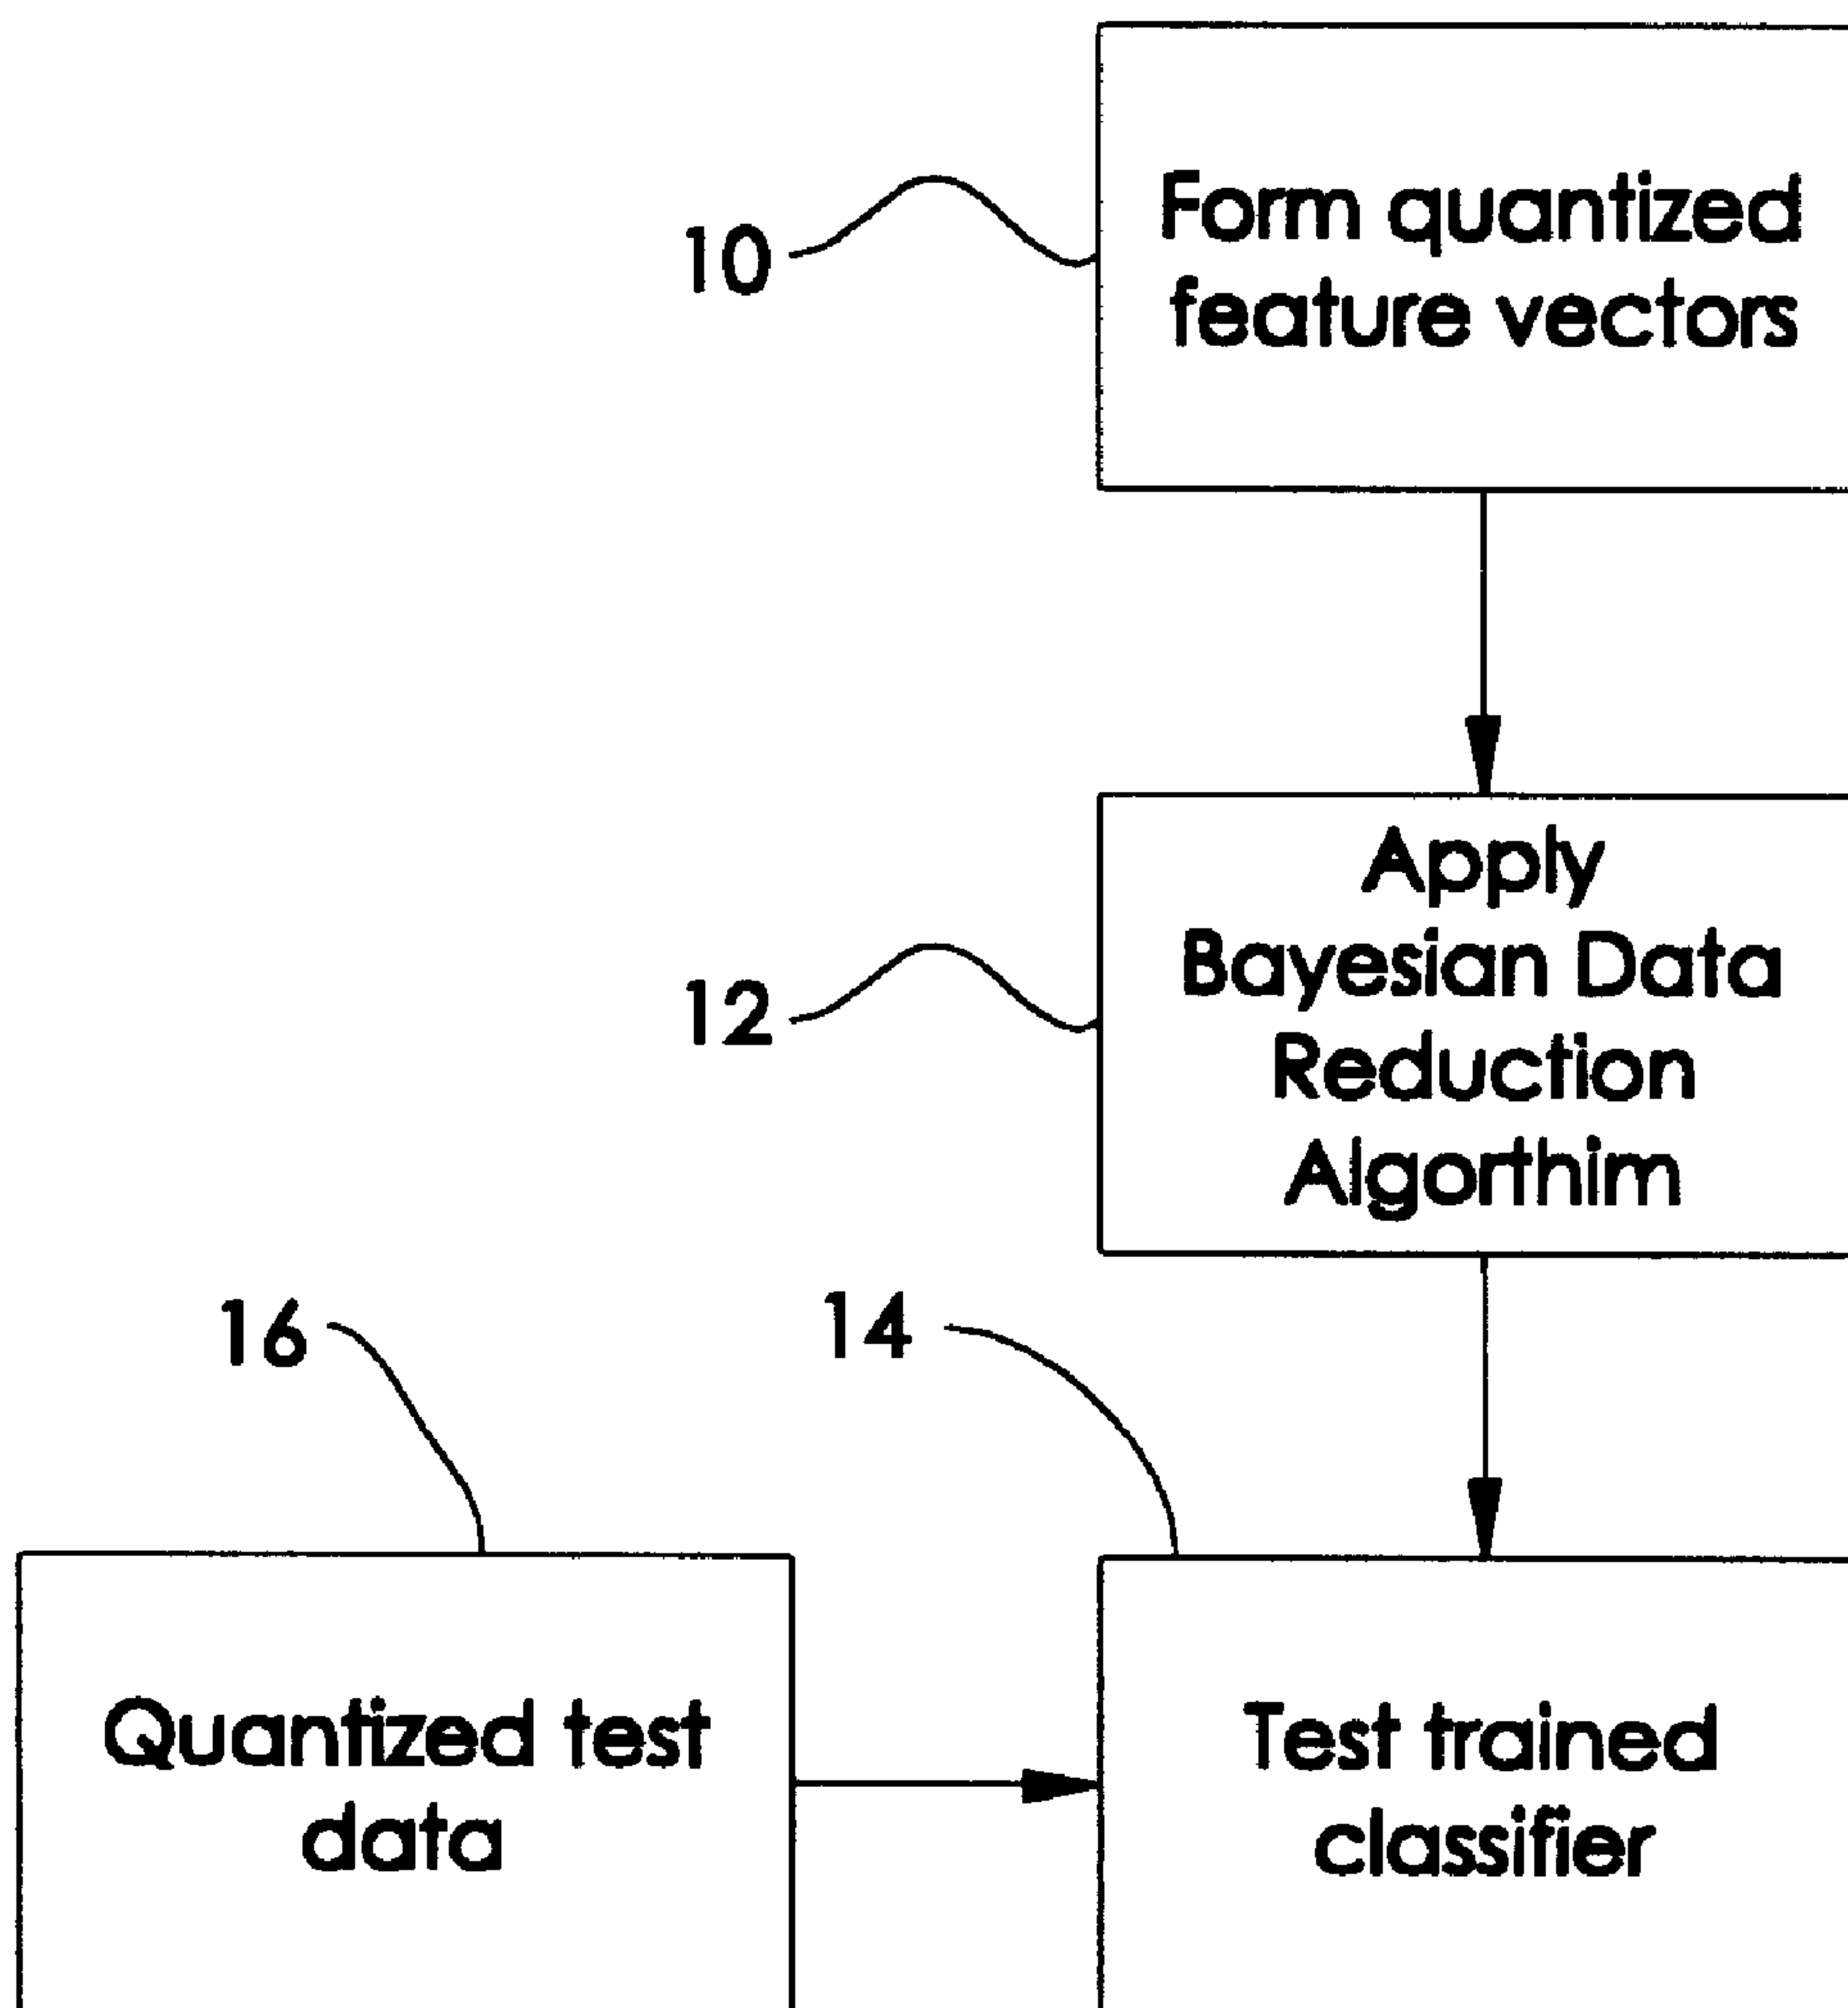 10
Form quantized
feature vectors
12
Apply
Bayesian Data
Reduction
Algorthim
16
14
Quantized test
data
Test trained
classifier